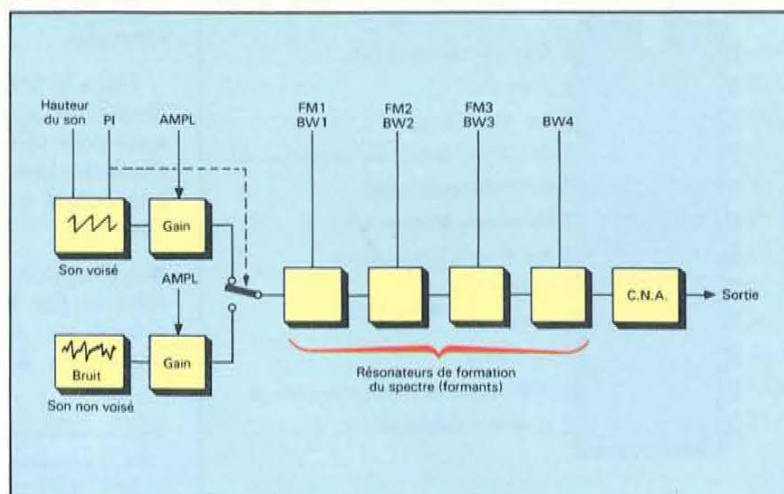 Hauteur
du son
PI
AMPL
FM1
BW1
FM2
BW2
FM3
BW3
BW4
Gain
Son voisé
AMPL
C.N.A.
Sortie
Bruit
Gain
Son non voisé
Résonateurs de formation
du spectre (formants)